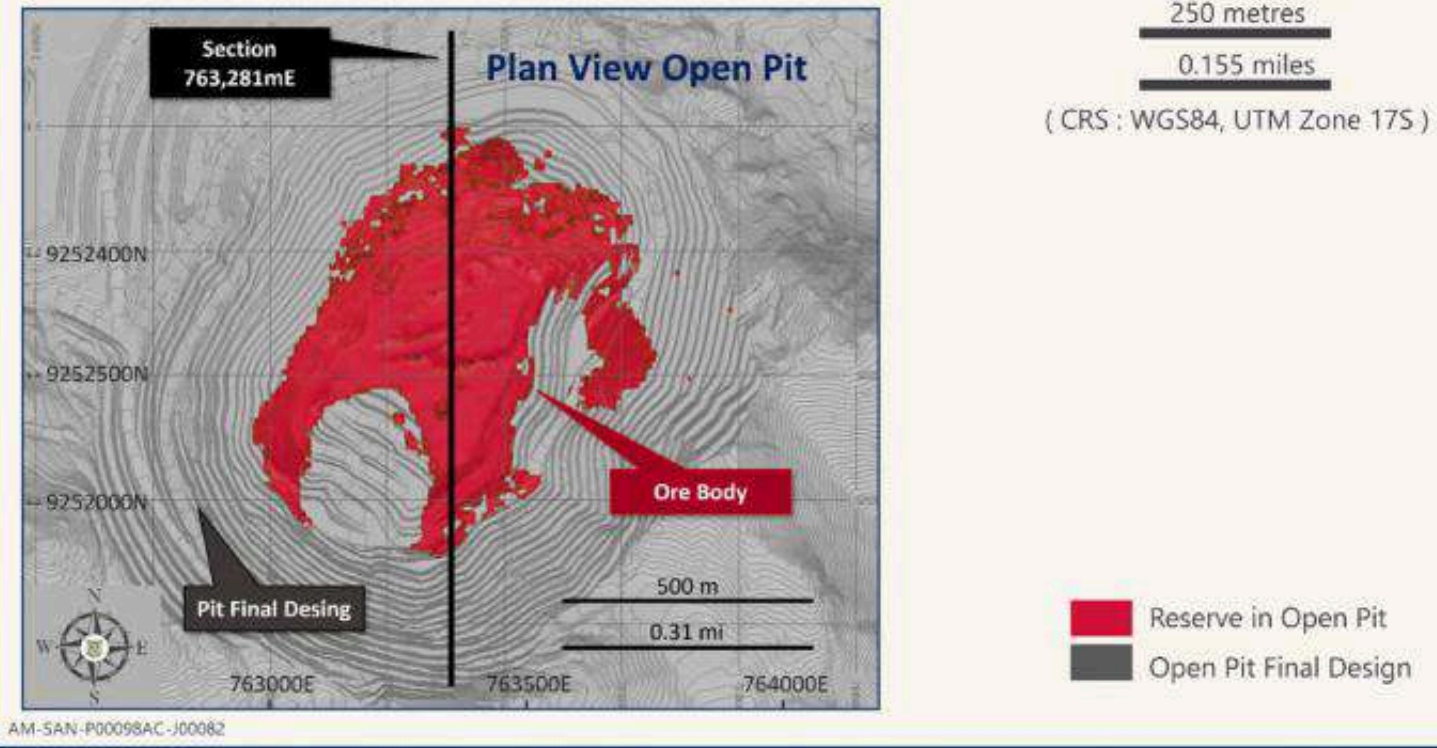 Section
763,281mE
Plan View Open Pit
250 metres
0.155 miles
( CRS : WGS84, UTM Zone 17S )
9252400N
9252500N
9252000N
Ore Body
Pit Final Desing
N
W
E
S
500 m
0.31 mi
763000E
763500E
764000E
Reserve in Open Pit
Open Pit Final Design
AM-SAN-P00098AC-J00082